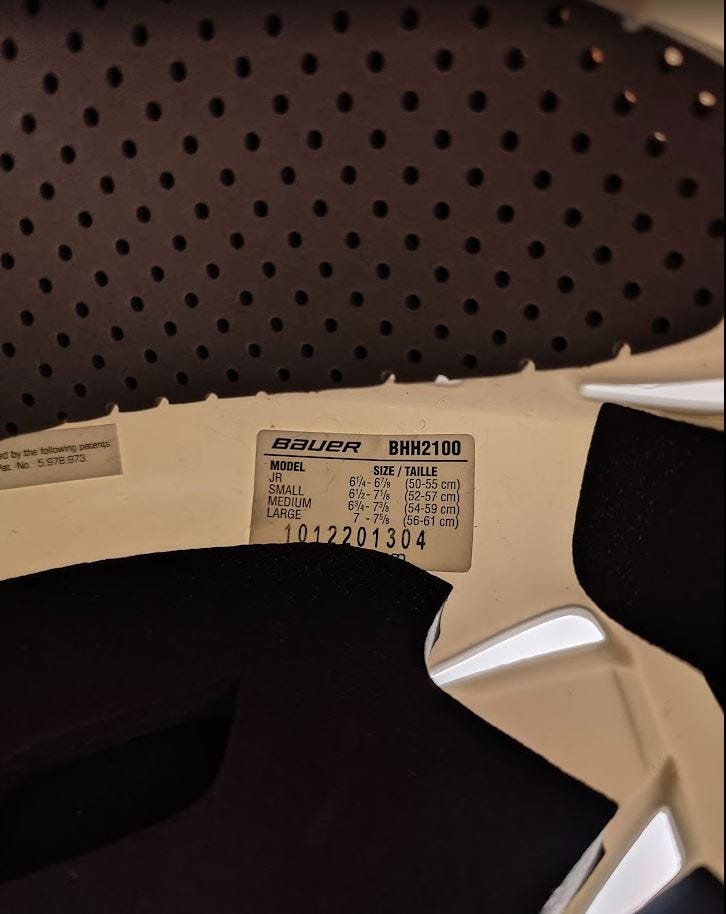 ed by the following patents
Pat. No. 5,978,973.
BAUER BHH2100
MODEL SIZE / TAILLE
JR 6¼ - 6⅞ (50-55 cm)
SMALL 6½ - 7⅛ (52-57 cm)
MEDIUM 6¾ - 7⅜ (54-59 cm)
LARGE 7 - 7⅝ (56-61 cm)
1012201304